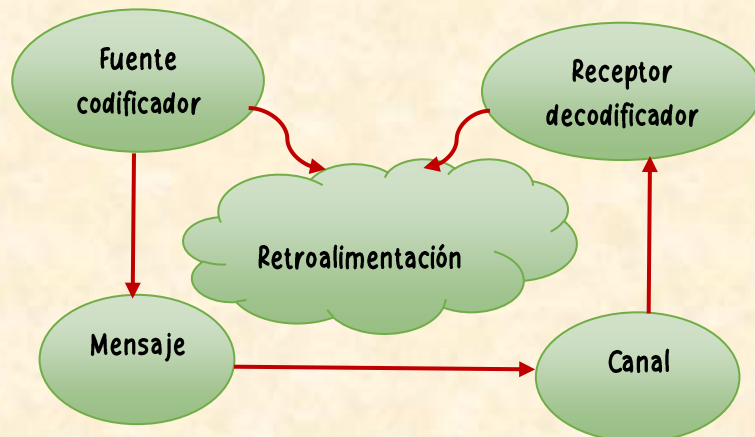 Fuente
codificador
Receptor
decodificador
Retroalimentación
Mensaje
Canal